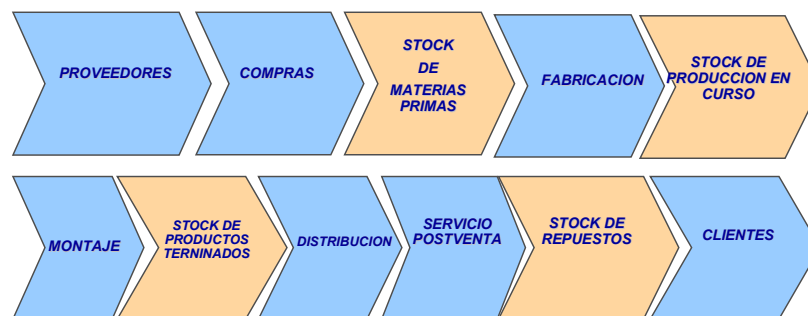 PROVEEDORES
COMPRAS
STOCK
DE
MATERIAS
PRIMAS
FABRICACION
STOCK DE
PRODUCCION EN
CURSO
MONTAJE
STOCK DE
PRODUCTOS
TERNINADOS
DISTRIBUCION
SERVICIO
POSTVENTA
STOCK DE
REPUESTOS
CLIENTES